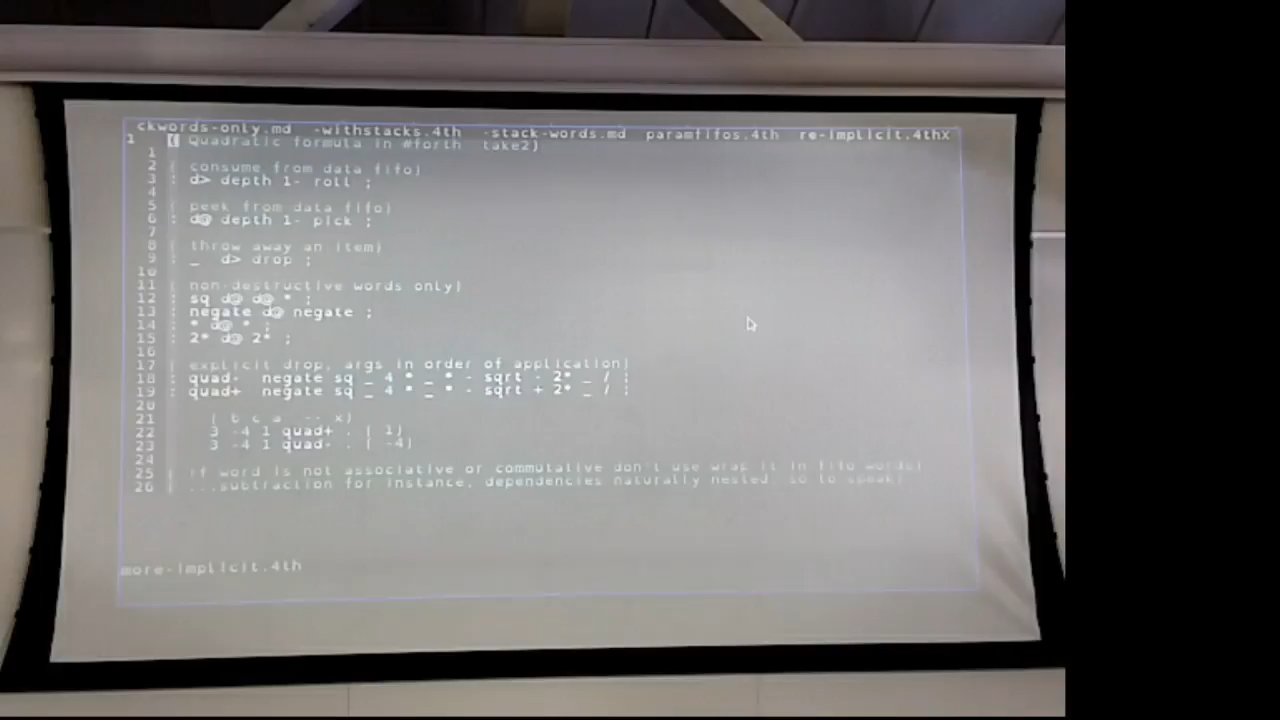 ckwords-only.md -withstacks.4th -stack-words.md paramfifos.4th re-implicit.4thX
1 ( Quadratic formula in #forth take2)
1
2 ( consume from data fifo)
3 : d> depth 1- roll ;
4
5 ( peek from data fifo)
6 : d@ depth 1- pick ;
7
8 ( throw away an item)
9 : _ d> drop ;
10
11 ( non-destructive words only)
12 : sq d@ d@ * ;
13 : negate d@ negate ;
14 : * d@ * ;
15 : 2* d@ 2* ;
16
17 ( explicit drop, args in order of application)
18 : quad- negate sq _ 4 * _ * - sqrt - 2* _ / ;
19 : quad+ negate sq _ 4 * _ * - sqrt + 2* _ / ;
20
21 ( b c a -- x)
22 3 -4 1 quad+ . ( 1)
23 3 -4 1 quad- . ( -4)
24
25 ( if word is not associative or commutative don't use wrap it in fifo words)
26 ( ...subtraction for instance, dependencies naturally nested, so to speak)
more-implicit.4th